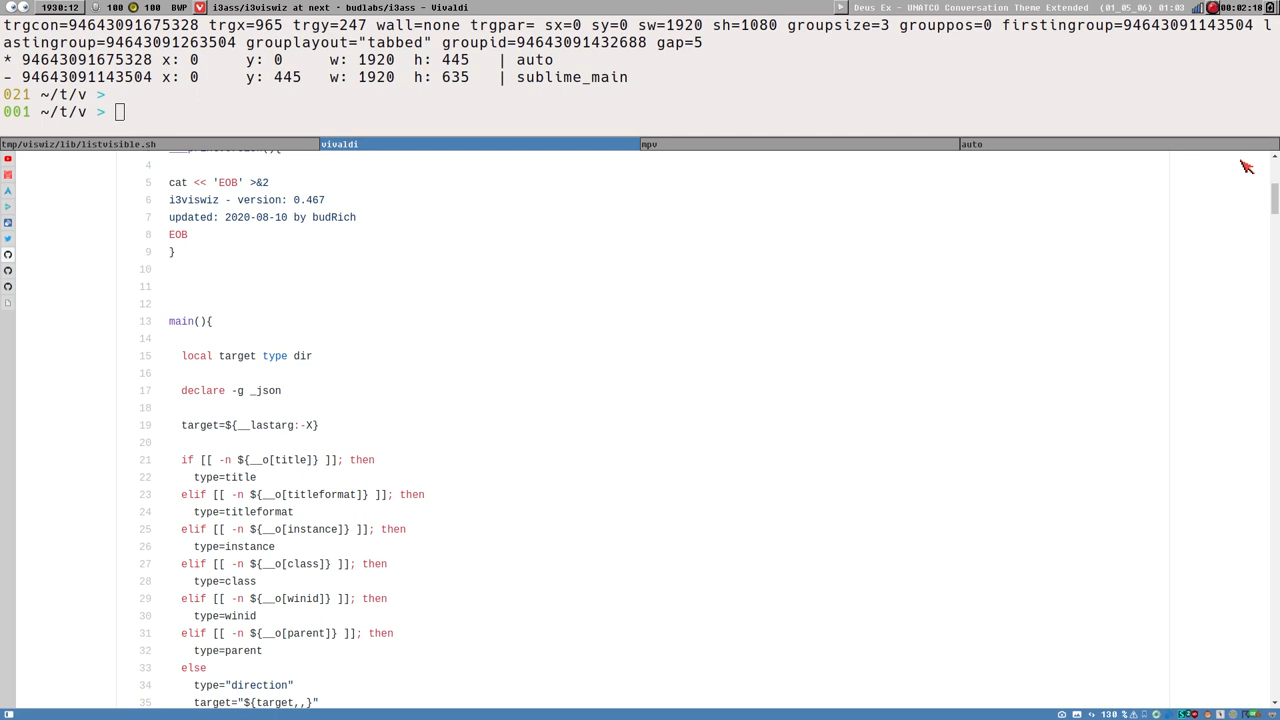 1930:12 100 100 BWP i3ass/i3viswiz at next · budlabs/i3ass - Vivaldi
Deus Ex - UNATCO Conversation Theme Extended (01_05_06) 01:03 00:02:18
trgcon=94643091675328 trgx=965 trgy=247 wall=none trgpar= sx=0 sy=0 sw=1920 sh=1080 groupsize=3 grouppos=0 firstingroup=94643091143504 l
astingroup=94643091263504 grouplayout="tabbed" groupid=94643091432688 gap=5
* 94643091675328 x: 0 y: 0 w: 1920 h: 445 | auto
- 94643091143504 x: 0 y: 445 w: 1920 h: 635 | sublime_main
021 ~/t/v >
001 ~/t/v >
tmp/viswiz/lib/listvisible.sh vivaldi mpv auto
4
5 cat << 'EOB' >&2
6 i3viswiz - version: 0.467
7 updated: 2020-08-10 by budRich
8 EOB
9 }
10
11
12
13 main(){
14
15 local target type dir
16
17 declare -g _json
18
19 target=${__lastarg:-X}
20
21 if [[ -n ${__o[title]} ]]; then
22 type=title
23 elif [[ -n ${__o[titleformat]} ]]; then
24 type=titleformat
25 elif [[ -n ${__o[instance]} ]]; then
26 type=instance
27 elif [[ -n ${__o[class]} ]]; then
28 type=class
29 elif [[ -n ${__o[winid]} ]]; then
30 type=winid
31 elif [[ -n ${__o[parent]} ]]; then
32 type=parent
33 else
34 type="direction"
35 target="${target,,}"
130 %